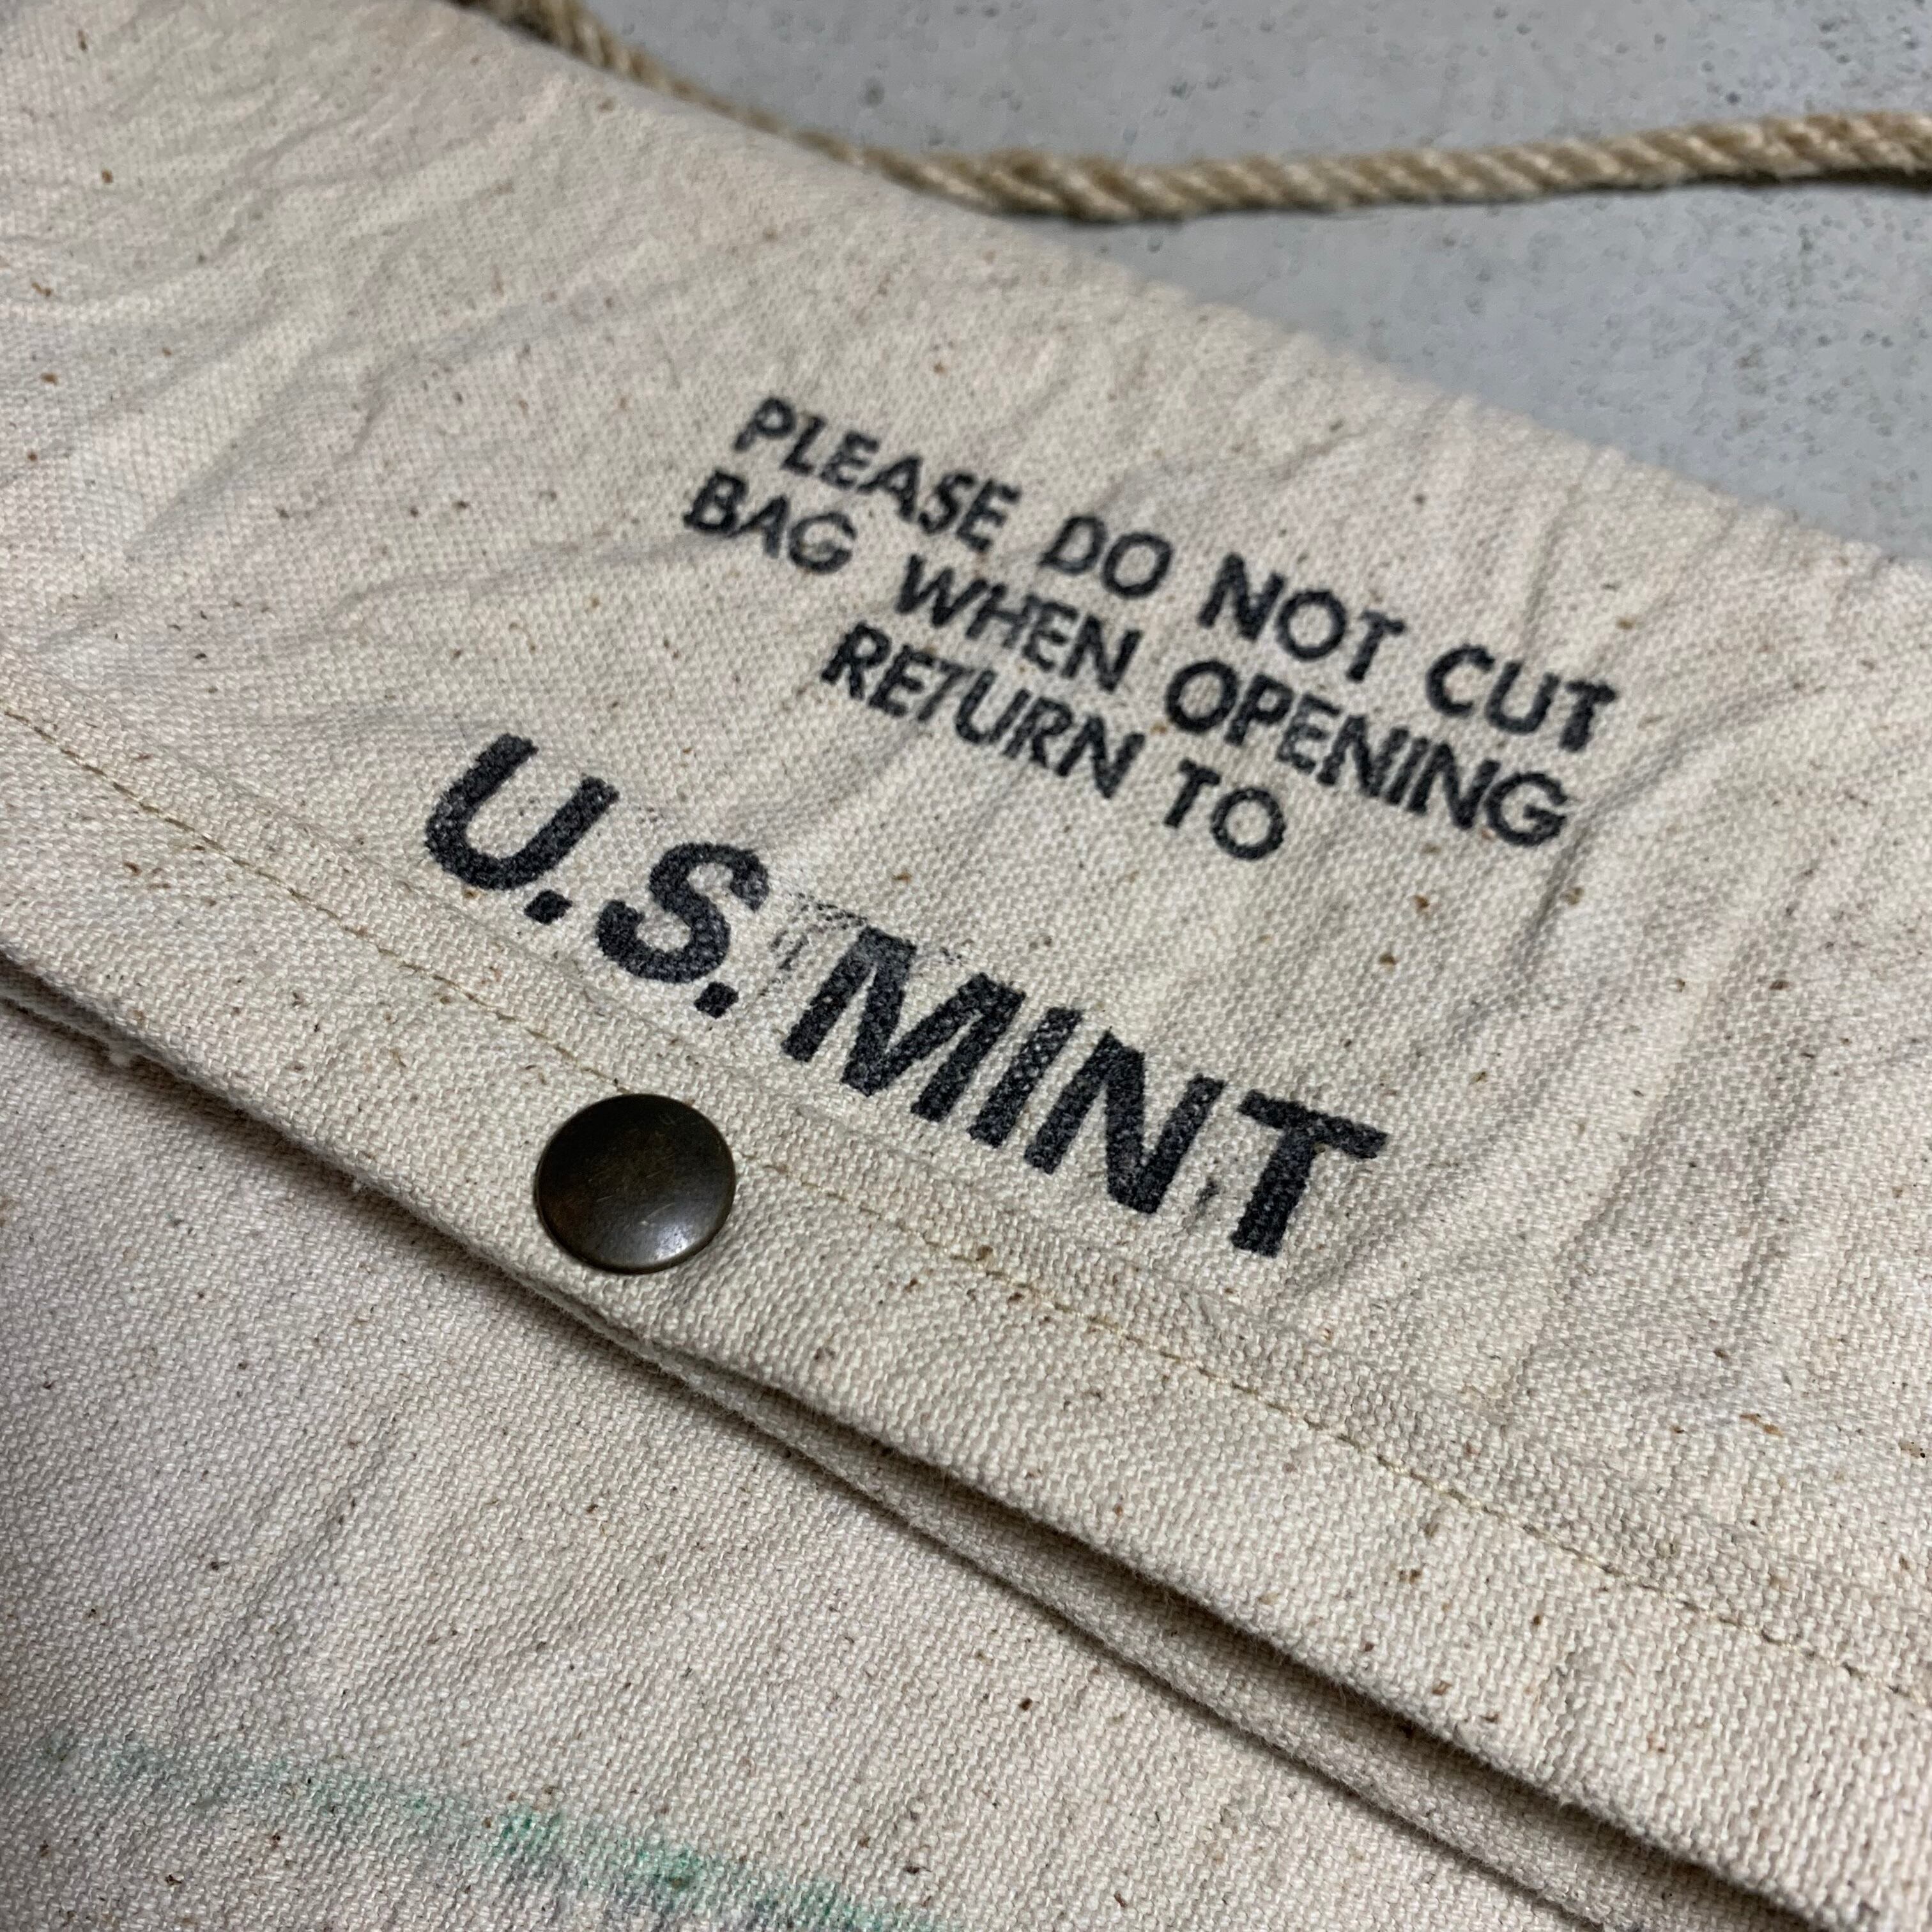 PLEASE DO NOT CUT
BAG WHEN OPENING
RETURN TO
U.S. MINT